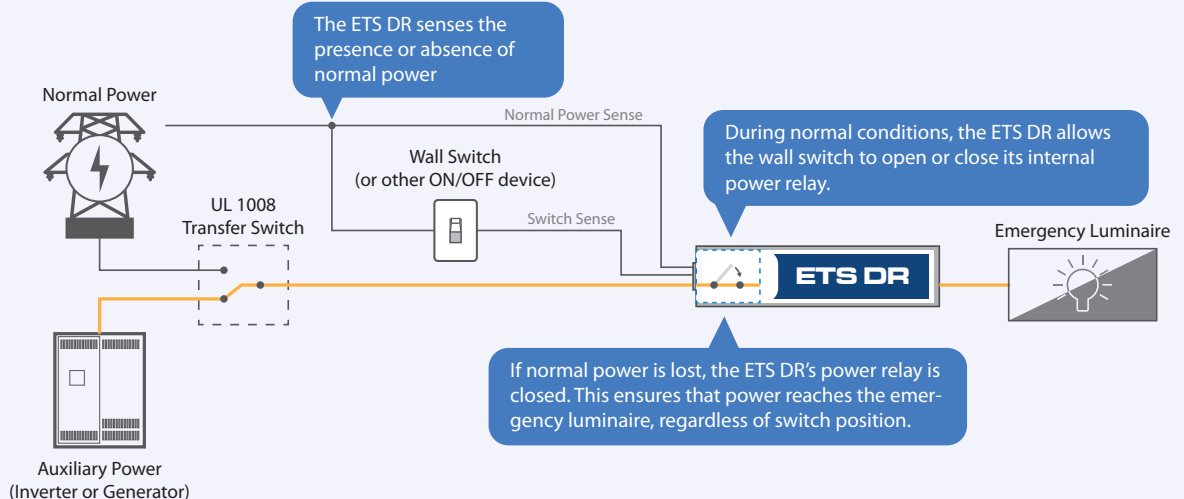 The ETS DR senses the
presence or absence of
normal power
Normal Power
Normal Power Sense
During normal conditions, the ETS DR allows
the wall switch to open or close its internal
power relay.
Wall Switch
(or other ON/OFF device)
UL 1008
Transfer Switch
Switch Sense
Emergency Luminaire
ETS DR
If normal power is lost, the ETS DR’s power relay is
closed. This ensures that power reaches the emer-
gency luminaire, regardless of switch position.
Auxiliary Power
(Inverter or Generator)